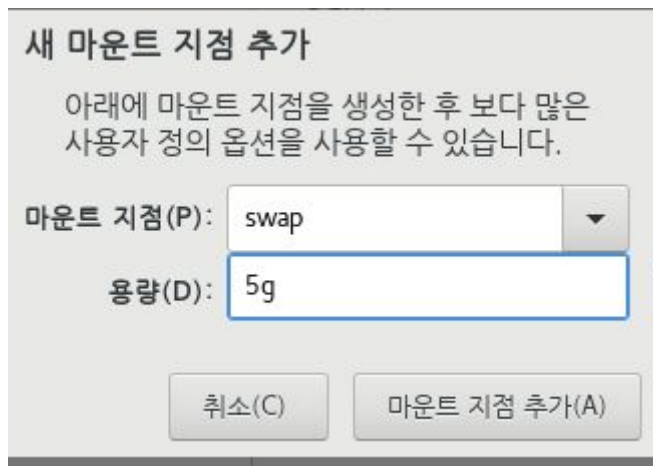 새 마운트 지점 추가
아래에 마운트 지점을 생성한 후 보다 많은
사용자 정의 옵션을 사용할 수 있습니다.
마운트 지점(P): swap
용량(D): 5g
취소(C) 마운트 지점 추가(A)